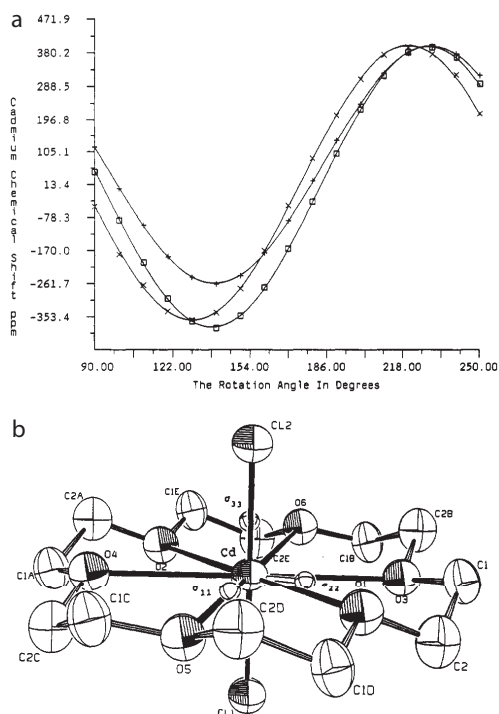 a
471.9
380.2
288.5
196.8
105.1
13.4
-78.3
-170.0
-261.7
-353.4
Cadmium Chemical Shift ppm
90.00 122.00 154.00 186.00 218.00 250.00
The Rotation Angle In Degrees
b
CL2
C2A
C1E
σ33
O6
C2B
O4
O2
Cd
C2E
C1B
C1A
C1C
σ11
σ22
O1
O3
C1
C2D
C2C
O5
C2
C1D
CL1